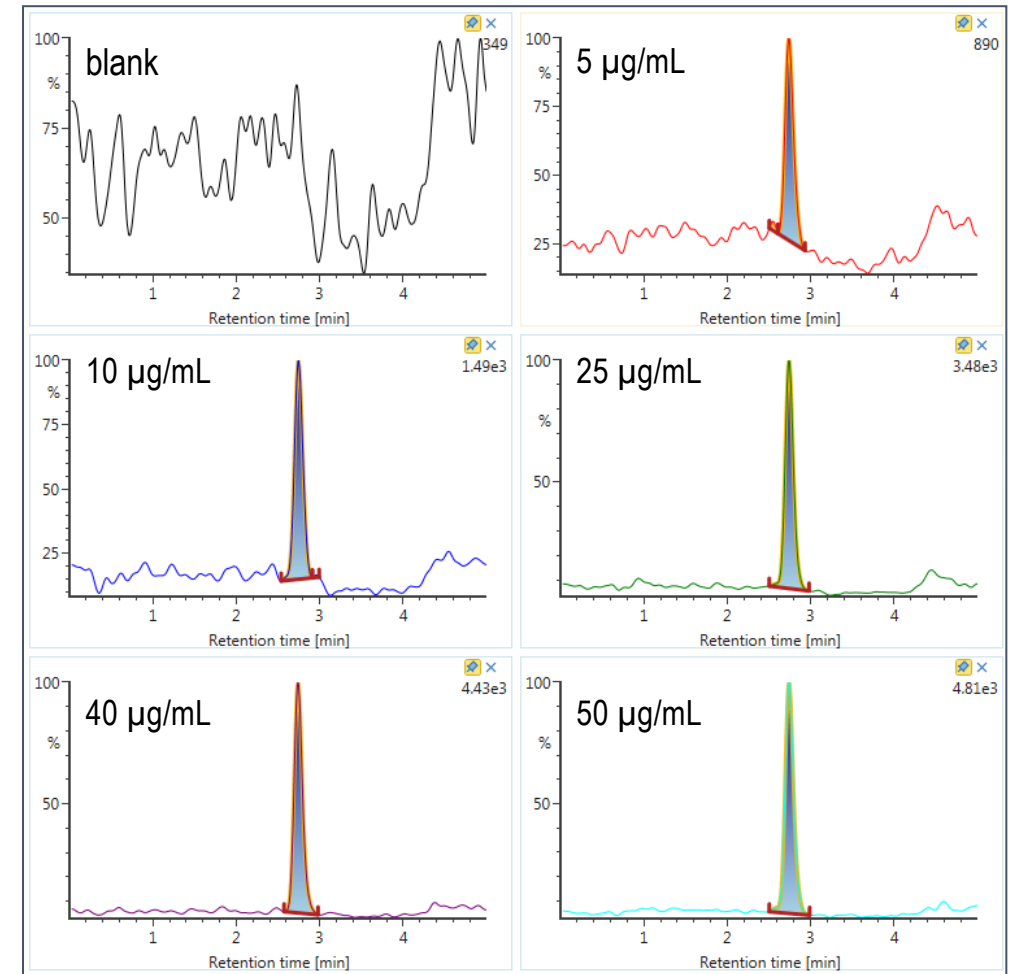 100
%
75
50
blank
349
1 2 3 4
Retention time [min]
100
%
75
50
25
5 µg/mL
890
1 2 3 4
Retention time [min]
100
%
75
50
25
10 µg/mL
1.49e3
1 2 3 4
Retention time [min]
100
%
50
25 µg/mL
3.48e3
1 2 3 4
Retention time [min]
100
%
50
40 µg/mL
4.43e3
1 2 3 4
Retention time [min]
100
%
50
50 µg/mL
4.81e3
1 2 3 4
Retention time [min]